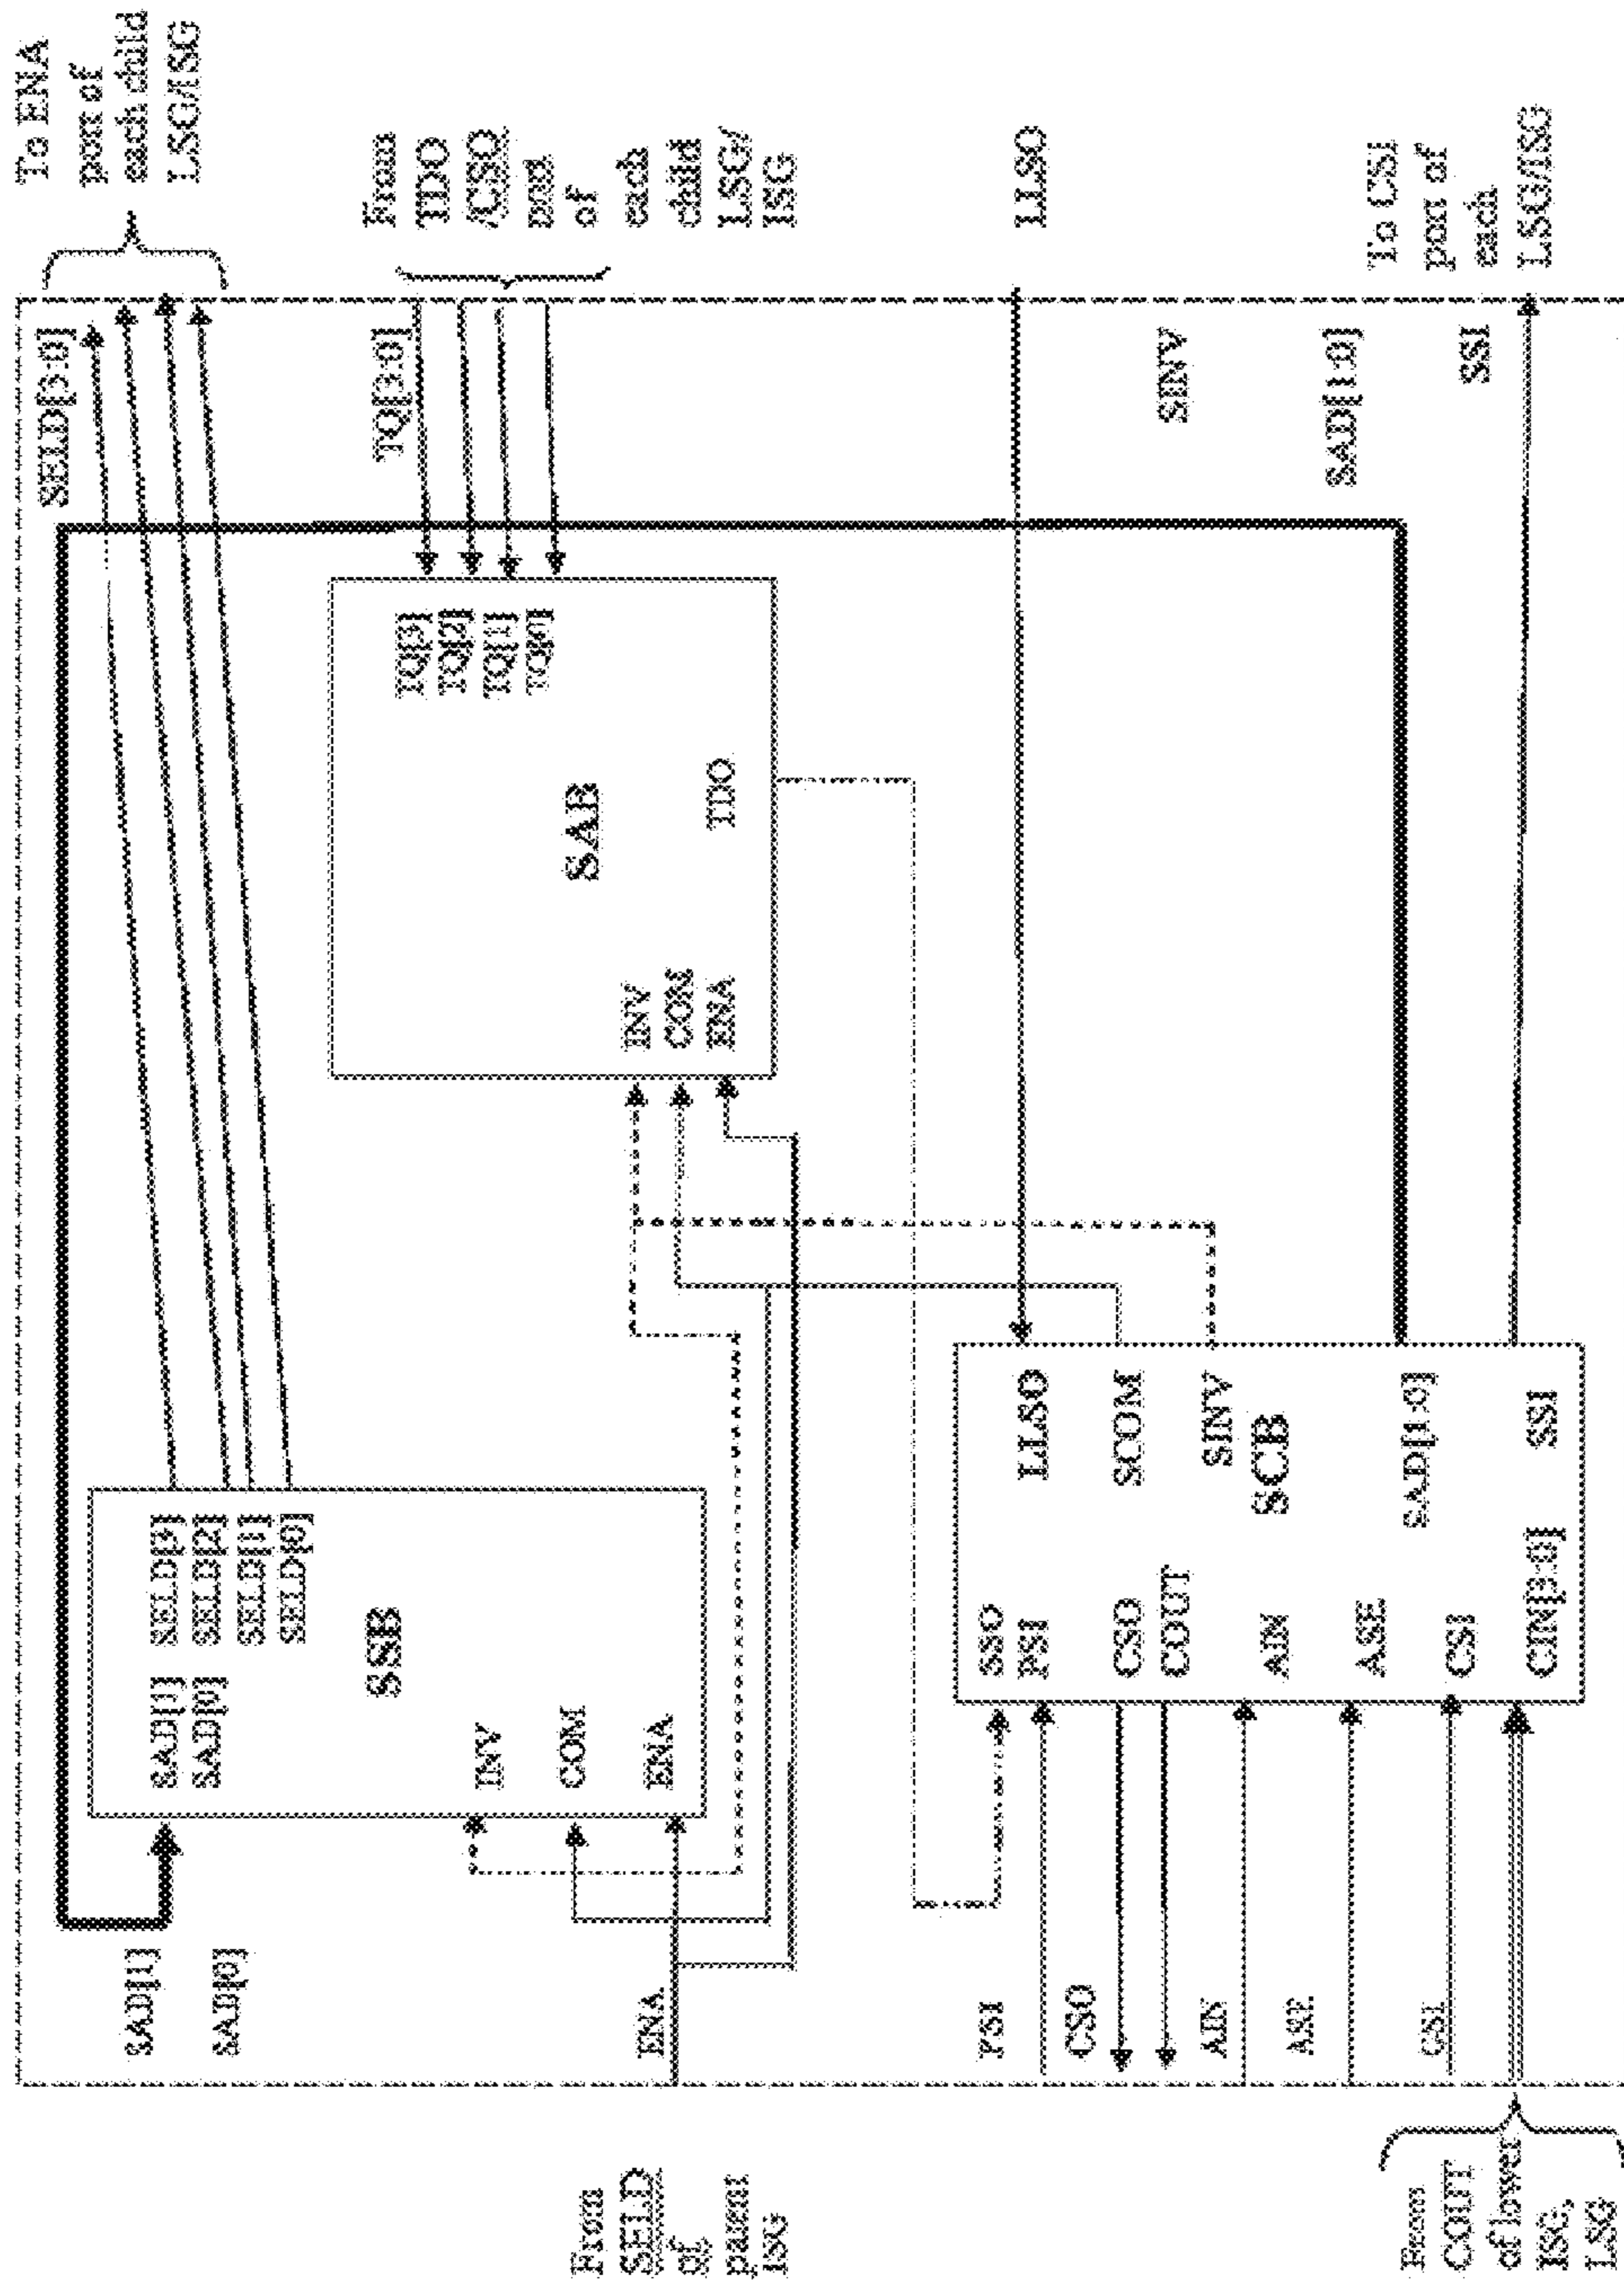 To ENA
port of
each child
LSG/ISG
From
TDO
/CSO
of
each
child
LSG/
ISG
LLSO
To CSI
port of
each
LSG/ISG
SELD[3:0]
TQ[3:0]
SINV
SAD[1:0]
SSI
SAD[1]
SAD[0]
SELD[3]
SELD[2]
SELD[1]
SELD[0]
SSB
INV
COM
ENA
TQ[3]
TQ[2]
TQ[1]
TQ[0]
SAB
TDO
INV
CON
ENA
SAD[1]
SAD[0]
ENA
From
SELD
of
parent
ISG
SSO
PSI
CSO
COUT
AIN
ASE
CSI
CIN[3:0]
LLSO
SCOM
SINV
SCB
SAD[1:0]
SSI
PSI
CSO
AIN
ASE
CSI
From
COUT
of lower
ISG,
LSG